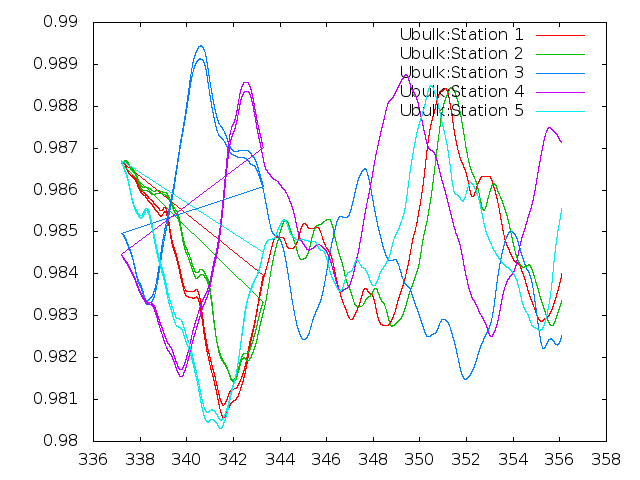 0.99
0.989
0.988
0.987
0.986
0.985
0.984
0.983
0.982
0.981
0.98
336 338 340 342 344 346 348 350 352 354 356 358
Ubulk:Station 1
Ubulk:Station 2
Ubulk:Station 3
Ubulk:Station 4
Ubulk:Station 5